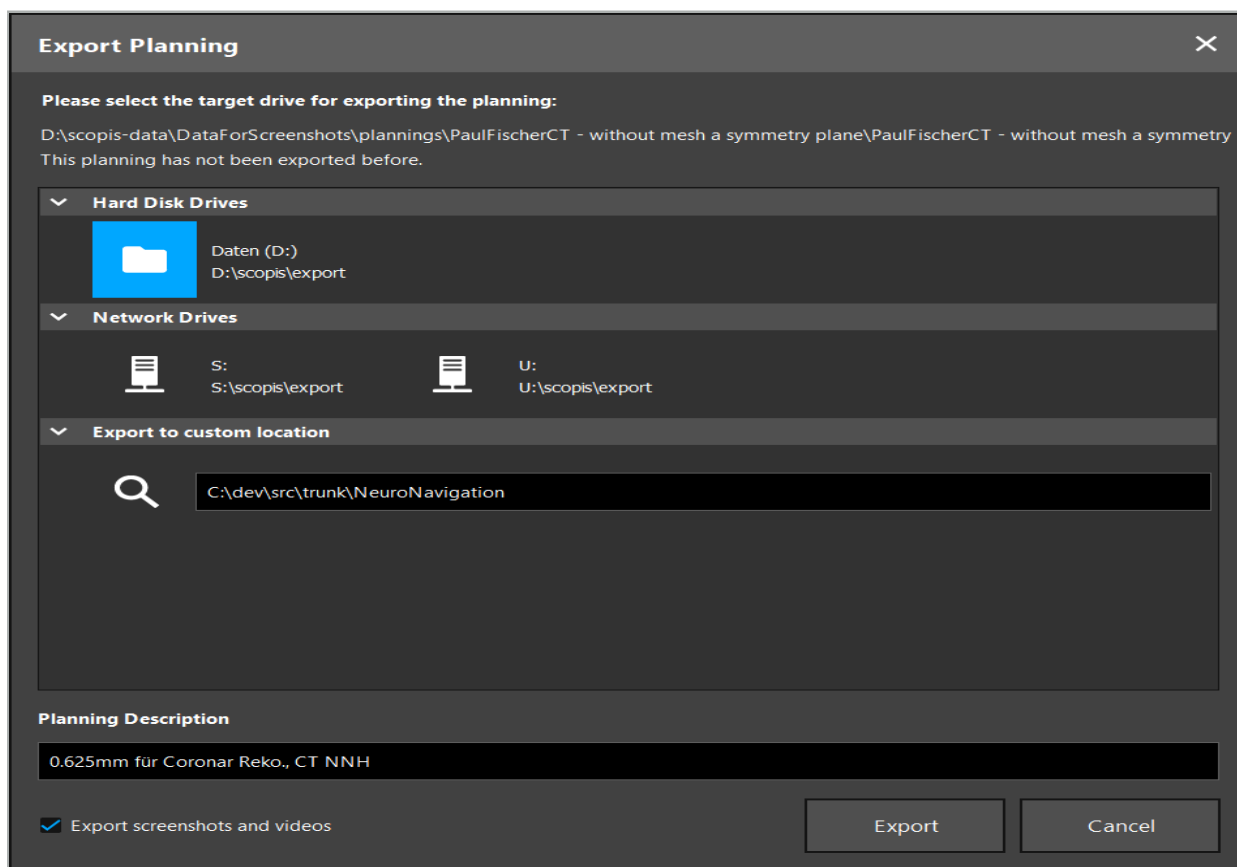 Export Planning
Please select the target drive for exporting the planning:
D:\scopis-data\DataForScreenshots\plannings\PaulFischerCT - without mesh a symmetry plane\PaulFischerCT - without mesh a symmetry
This planning has not been exported before.
Hard Disk Drives
Daten (D:)
D:\scopis\export
Network Drives
S: U:
S:\scopis\export U:\scopis\export
Export to custom location
C:\dev\src\trunk\NeuroNavigation
Planning Description
0.625mm für Coronar Reko., CT NNH
Export screenshots and videos Export Cancel